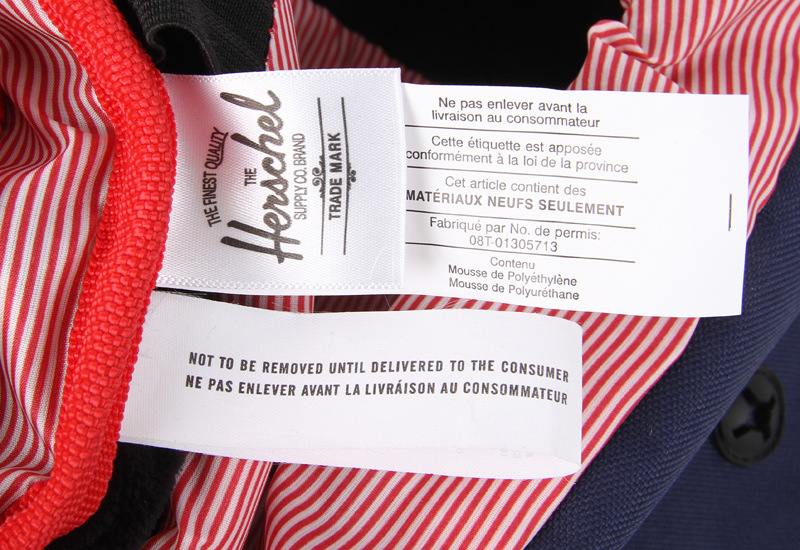 THE FINEST QUALITY
THE
Herschel
SUPPLY CO. BRAND
TRADE MARK
Ne pas enlever avant la
livraison au consommateur
Cette étiquette est apposée
conformément à la loi de la province
Cet article contient des
MATÉRIAUX NEUFS SEULEMENT
Fabriqué par No. de permis:
08T-01305713
Contenu
Mousse de Polyéthylène
Mousse de Polyuréthane
NOT TO BE REMOVED UNTIL DELIVERED TO THE CONSUMER
NE PAS ENLEVER AVANT LA LIVRÁISON AU CONSOMMATEUR